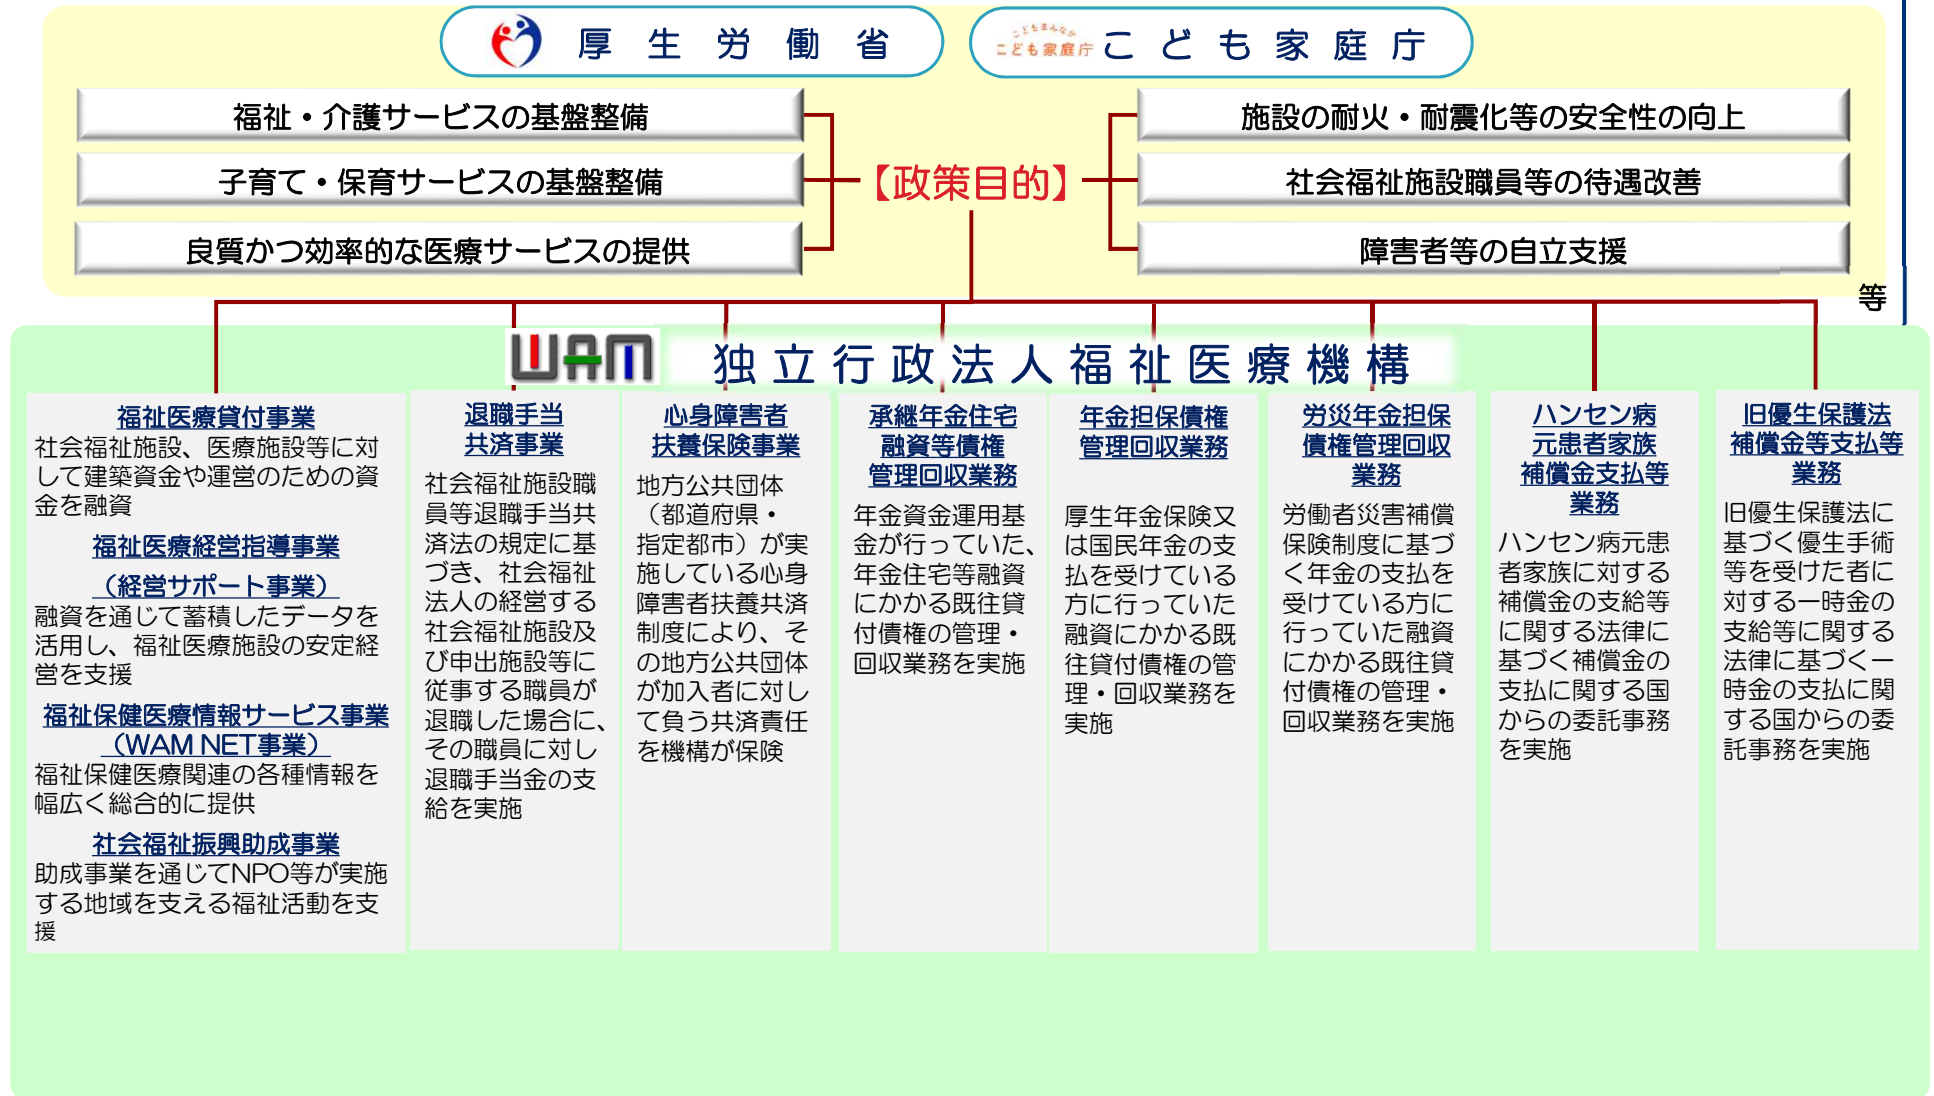 厚生労働省
こどもまんなか
こども家庭庁
こども家庭庁
福祉・介護サービスの基盤整備
子育て・保育サービスの基盤整備
良質かつ効率的な医療サービスの提供
【政策目的】
施設の耐火・耐震化等の安全性の向上
社会福祉施設職員等の待遇改善
障害者等の自立支援
等
WAM
独立行政法人福祉医療機構
福祉医療貸付事業
社会福祉施設、医療施設等に対
して建築資金や運営のための資
金を融資
福祉医療経営指導事業
（経営サポート事業）
融資を通じて蓄積したデータを
活用し、福祉医療施設の安定経
営を支援
福祉保健医療情報サービス事業
（WAM NET事業）
福祉保健医療関連の各種情報を
幅広く総合的に提供
社会福祉振興助成事業
助成事業を通じてNPO等が実施
する地域を支える福祉活動を支
援
退職手当
共済事業
社会福祉施設職
員等退職手当共
済法の規定に基
づき、社会福祉
法人の経営する
社会福祉施設及
び申出施設等に
従事する職員が
退職した場合に、
その職員に対し
退職手当金の支
給を実施
心身障害者
扶養保険事業
地方公共団体
（都道府県・
指定都市）が実
施している心身
障害者扶養共済
制度により、そ
の地方公共団体
が加入者に対し
て負う共済責任
を機構が保険
承継年金住宅
融資等債権
管理回収業務
年金資金運用基
金が行っていた、
年金住宅等融資
にかかる既往貸
付債権の管理・
回収業務を実施
年金担保債権
管理回収業務
厚生年金保険又
は国民年金の支
払を受けている
方に行っていた
融資にかかる既
往貸付債権の管
理・回収業務を
実施
労災年金担保
債権管理回収
業務
労働者災害補償
保険制度に基づ
く年金の支払を
受けている方に
行っていた融資
にかかる既往貸
付債権の管理・
回収業務を実施
ハンセン病
元患者家族
補償金支払等
業務
ハンセン病元患
者家族に対する
補償金の支給等
に関する法律に
基づく補償金の
支払に関する国
からの委託事務
を実施
旧優生保護法
補償金等支払等
業務
旧優生保護法に
基づく優生手術
等を受けた者に
対する一時金の
支給等に関する
法律に基づく一
時金の支払に関
する国からの委
託事務を実施